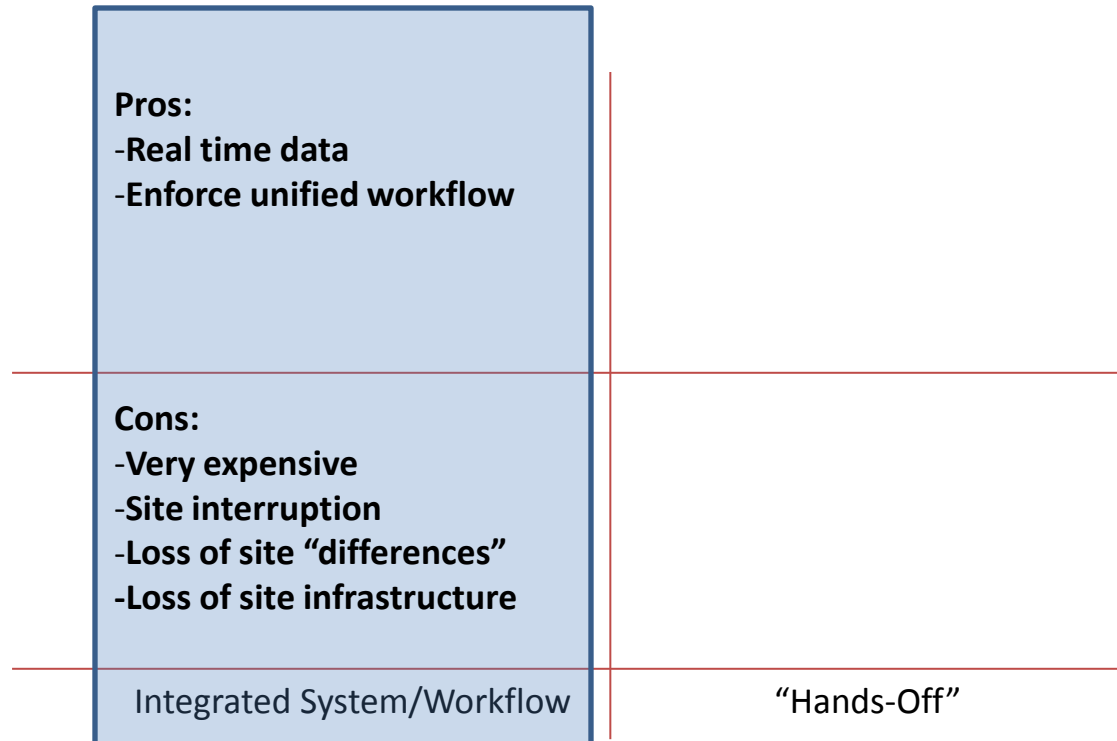 Pros:
-Real time data
-Enforce unified workflow
Cons:
-Very expensive
-Site interruption
-Loss of site “differences”
-Loss of site infrastructure
Integrated System/Workflow
“Hands-Off”